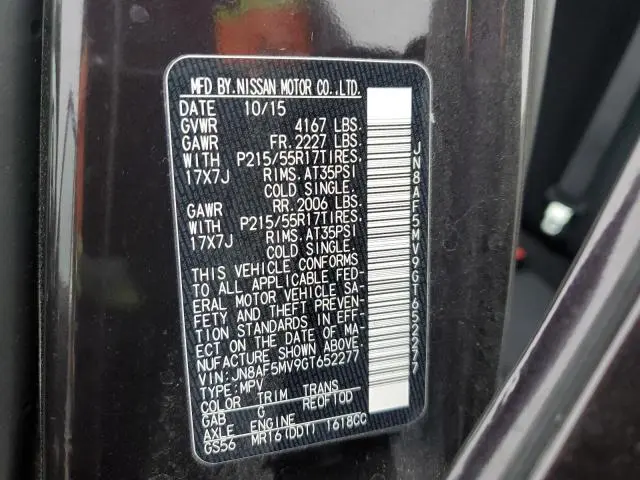 MFD BY.NISSAN MOTOR CO.,LTD.
DATE 10/15
GVWR 4167 LBS.
GAWR FR.2227 LBS.
WITH P215/55R17TIRES.
17X7J RIMS.AT35PSI
COLD SINGLE.
GAWR RR.2006 LBS.
WITH P215/55R17TIRES.
17X7J RIMS.AT35PSI
COLD SINGLE.
THIS VEHICLE CONFORMS
TO ALL APPLICABLE FED-
ERAL MOTOR VEHICLE SA-
FETY AND THEFT PREVEN-
TION STANDARDS IN EFF-
ECT ON THE DATE OF MA-
NUFACTURE SHOWN ABOVE.
VIN:JN8AF5MV9GT652277
TYPE:MPV
COLOR TRIM TRANS
GAB G RE0F10D
AXLE ENGINE
GS56 MR16(DDT) 1618CC
JN8AF5MV9GT652277